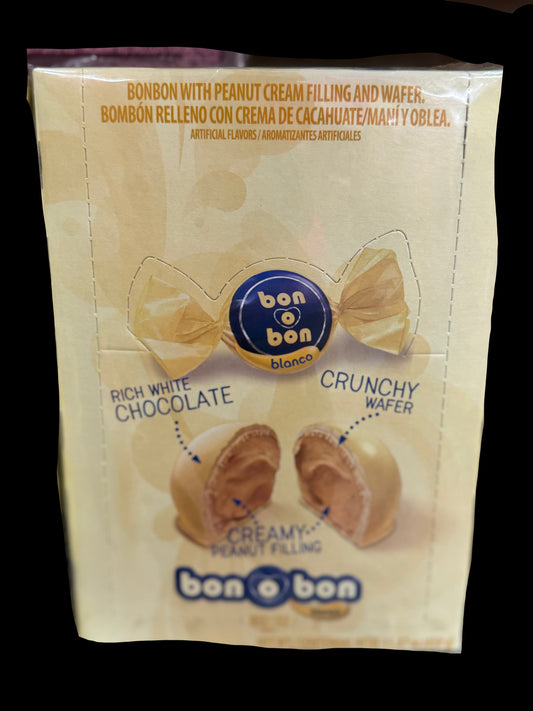 BONBON WITH PEANUT CREAM FILLING AND WAFER.
BOMBÓN RELLENO CON CREMA DE CACAHUATE/MANÍ Y OBLEA.
ARTIFICIAL FLAVORS / AROMATIZANTES ARTIFICIALES
bon
o
bon
blanco
RICH WHITE
CHOCOLATE
CRUNCHY
WAFER
CREAMY
PEANUT FILLING
bon o bon